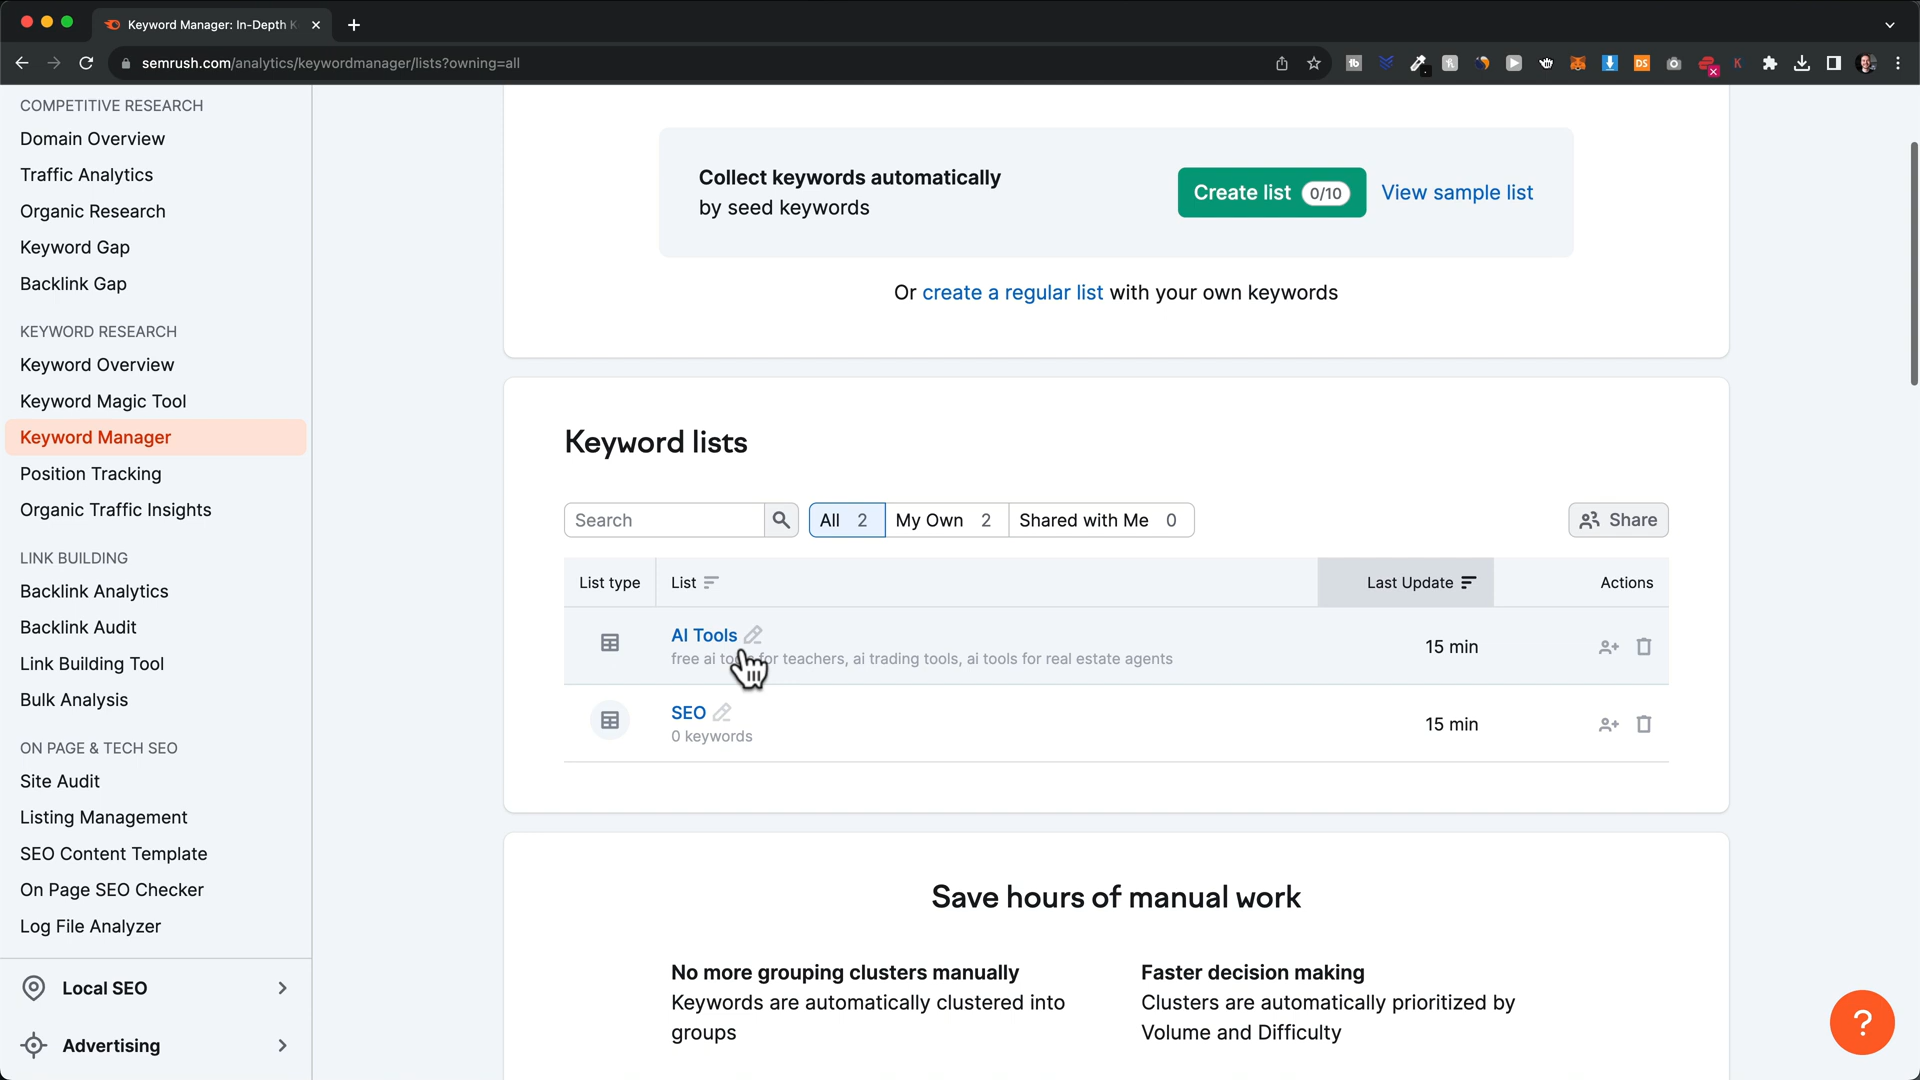 Keyword Manager: In-Depth K
semrush.com/analytics/keywordmanager/lists?owning=all
COMPETITIVE RESEARCH
Domain Overview
Traffic Analytics
Organic Research
Keyword Gap
Backlink Gap
KEYWORD RESEARCH
Keyword Overview
Keyword Magic Tool
Keyword Manager
Position Tracking
Organic Traffic Insights
LINK BUILDING
Backlink Analytics
Backlink Audit
Link Building Tool
Bulk Analysis
ON PAGE & TECH SEO
Site Audit
Listing Management
SEO Content Template
On Page SEO Checker
Log File Analyzer
Local SEO
Advertising
Collect keywords automatically
by seed keywords
Create list 0/10
View sample list
Or create a regular list with your own keywords
Keyword lists
Search
All 2
My Own 2
Shared with Me 0
Share
List type
List
Last Update
Actions
AI Tools
free ai for teachers, ai trading tools, ai tools for real estate agents
15 min
SEO
0 keywords
15 min
Save hours of manual work
No more grouping clusters manually
Keywords are automatically clustered into
groups
Faster decision making
Clusters are automatically prioritized by
Volume and Difficulty
?